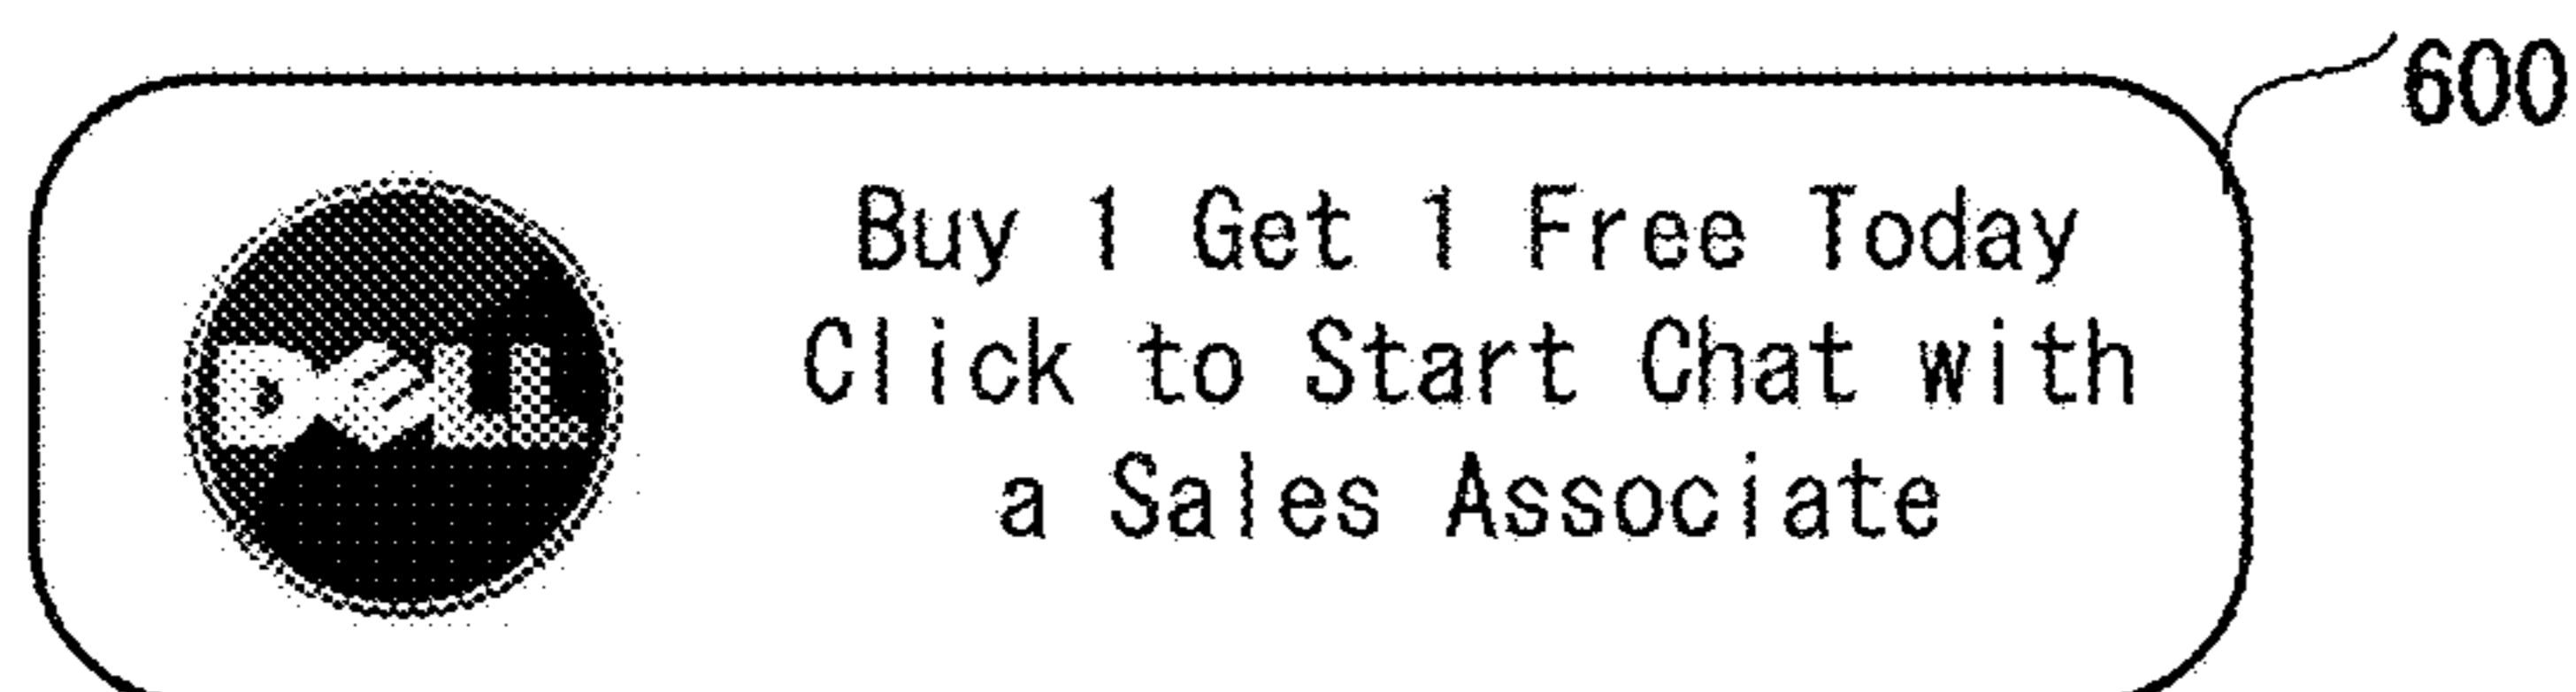 600
Buy 1 Get 1 Free Today
DELL
Click to Start Chat with
a Sales Associate